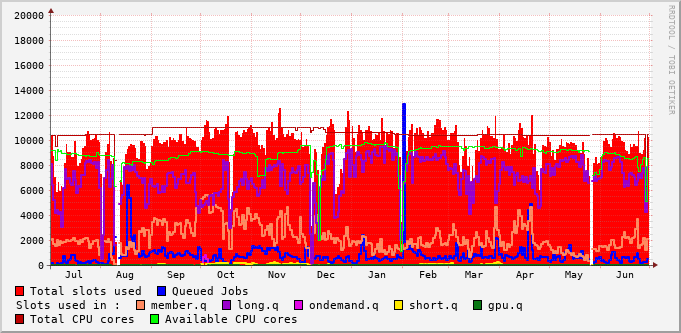 RRDTOOL / TOBI OETIKER
20000
18000
16000
14000
12000
10000
8000
6000
4000
2000
0
Jul Aug Sep Oct Nov Dec Jan Feb Mar Apr May Jun
Total slots used Queued Jobs
Slots used in : member.q long.q ondemand.q short.q gpu.q
Total CPU cores Available CPU cores